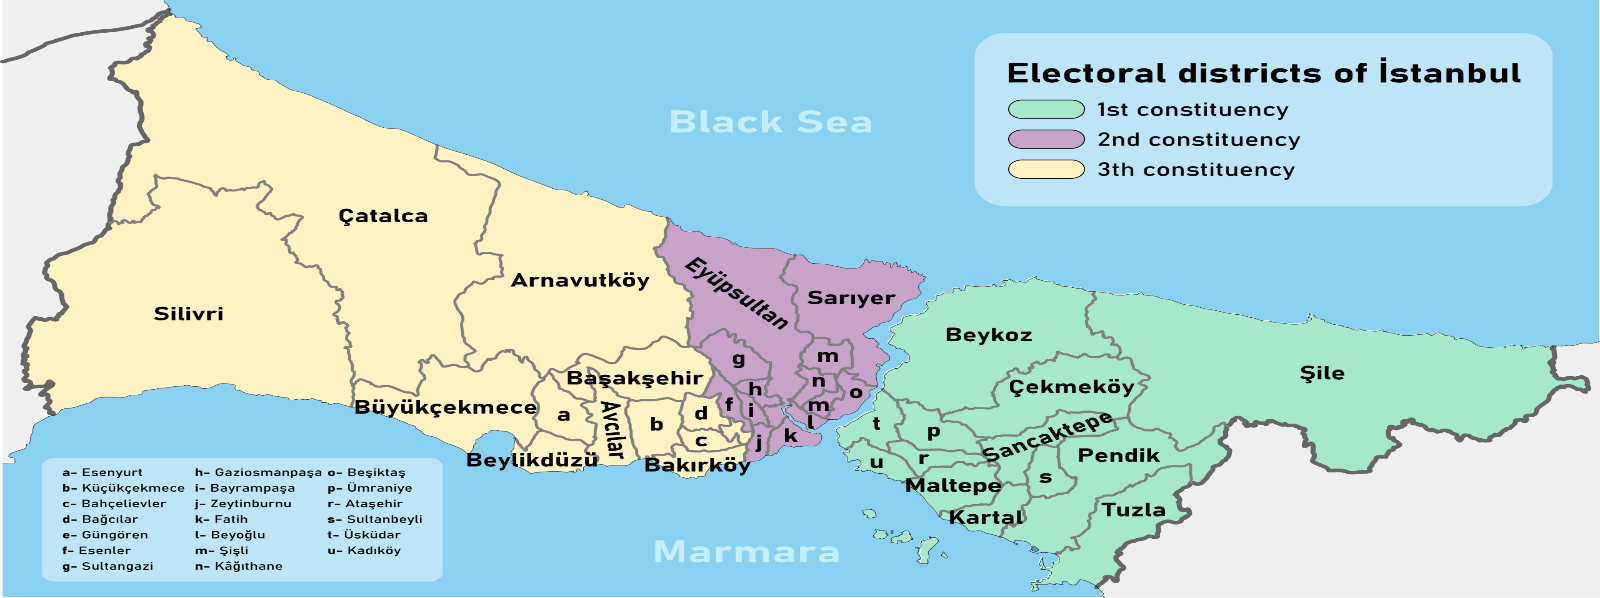 Electoral districts of İstanbul
1st constituency
2nd constituency
3th constituency
Black Sea
Çatalca
Eyüpsultan
Arnavutköy
Sarıyer
Silivri
Beykoz
g
m
Şile
Başakşehir
n
Çekmeköy
h
o
Büyükçekmece
a
Avcılar
b
d
f
i
m
l
t
c
j
k
p
Sancaktepe
Beylikdüzü
Bakırköy
u
r
Pendik
Maltepe
s
Kartal
Tuzla
Marmara
a- Esenyurt
b- Küçükçekmece
c- Bahçelievler
d- Bağcılar
e- Güngören
f- Esenler
g- Sultangazi
h- Gaziosmanpaşa
i- Bayrampaşa
j- Zeytinburnu
k- Fatih
l- Beyoğlu
m- Şişli
n- Kâğıthane
o- Beşiktaş
p- Ümraniye
r- Ataşehir
s- Sultanbeyli
t- Üsküdar
u- Kadıköy